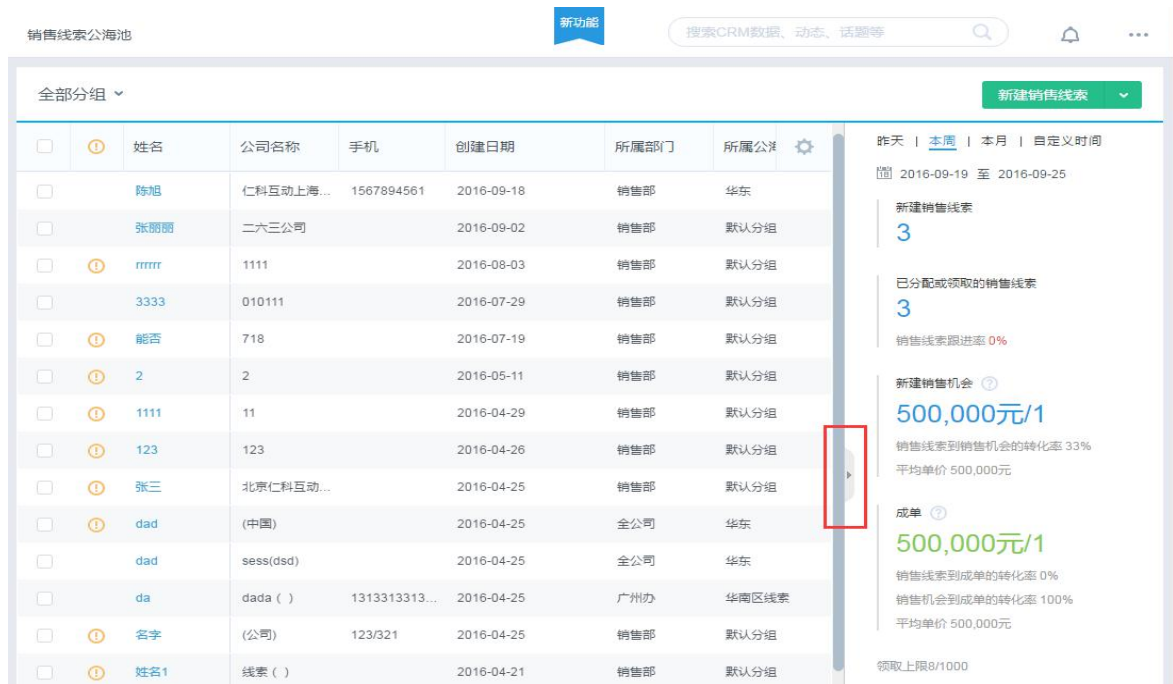 新功能
销售线索公海池
搜索CRM数据、动态、话题等
全部分组
新建销售线索
姓名 公司名称 手机 创建日期 所属部门 所属公海
陈旭 仁科互动上海... 1567894561 2016-09-18 销售部 华东
张丽丽 二六三公司 2016-09-02 销售部 默认分组
rrrrrr 1111 2016-08-03 销售部 默认分组
3333 010111 2016-07-29 销售部 默认分组
能否 718 2016-07-19 销售部 默认分组
2 2 2016-05-11 销售部 默认分组
1111 11 2016-04-29 销售部 默认分组
123 123 2016-04-26 销售部 默认分组
张三 北京仁科互动... 2016-04-25 销售部 默认分组
dad (中国) 2016-04-25 全公司 华东
dad sess(dsd) 2016-04-25 全公司 华东
da dada ( ) 1313313313... 2016-04-25 广州办 华南区线索
名字 (公司) 123/321 2016-04-25 销售部 默认分组
姓名1 线索 ( ) 2016-04-21 销售部 默认分组
昨天 | 本周 | 本月 | 自定义时间
2016-09-19 至 2016-09-25
新建销售线索
3
已分配或领取的销售线索
3
销售线索跟进率 0%
新建销售机会
500,000元/1
销售线索到销售机会的转化率 33%
平均单价 500,000元
成单
500,000元/1
销售线索到成单的转化率 0%
销售机会到成单的转化率 100%
平均单价 500,000元
领取上限8/1000